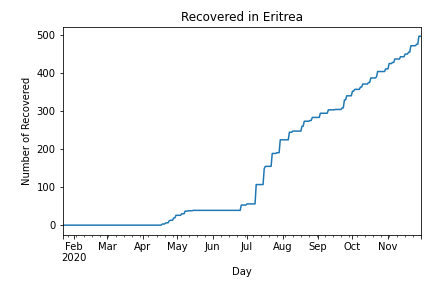 Recovered in Eritrea
Number of Recovered
500
400
300
200
100
0
Feb Mar Apr May Jun Jul Aug Sep Oct Nov
2020
Day